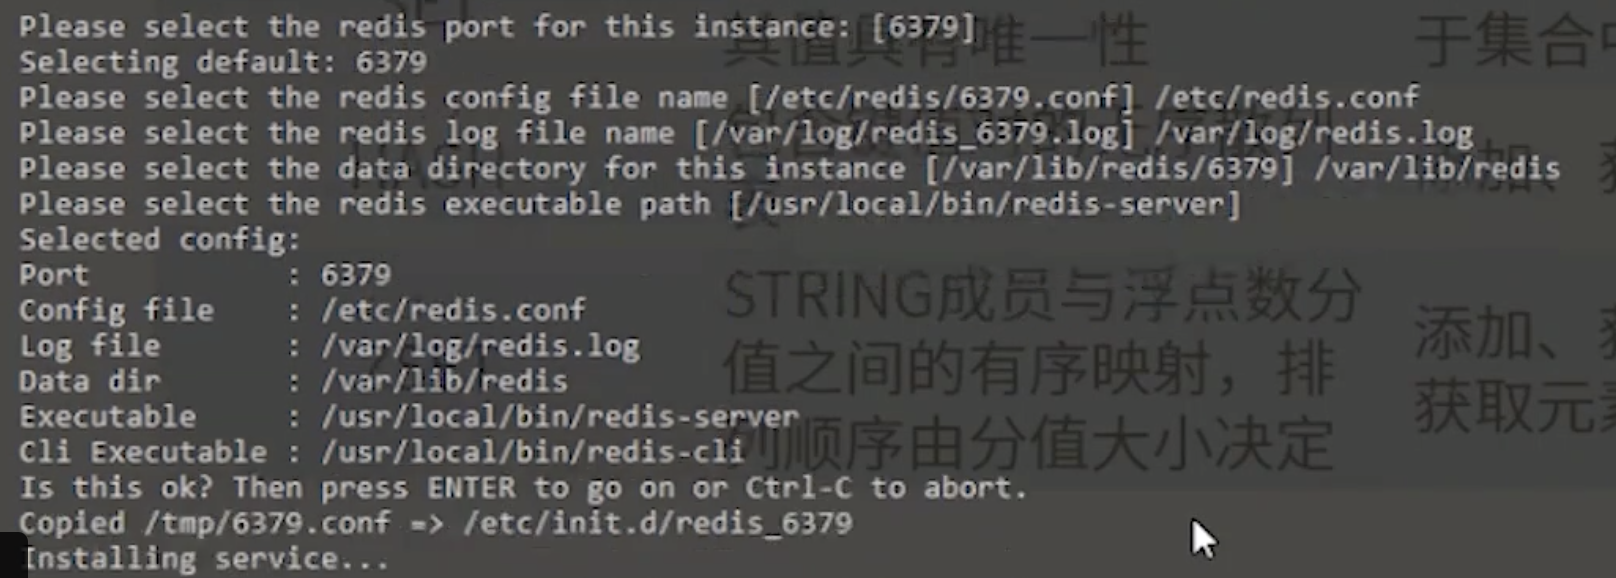 Please select the redis port for this instance: [6379]
Selecting default: 6379
Please select the redis config file name [/etc/redis/6379.conf] /etc/redis.conf
Please select the redis log file name [/var/log/redis_6379.log] /var/log/redis.log
Please select the data directory for this instance [/var/lib/redis/6379] /var/lib/redis
Please select the redis executable path [/usr/local/bin/redis-server]
Selected config:
Port : 6379
Config file : /etc/redis.conf
Log file : /var/log/redis.log
Data dir : /var/lib/redis
Executable : /usr/local/bin/redis-server
Cli Executable : /usr/local/bin/redis-cli
Is this ok? Then press ENTER to go on or Ctrl-C to abort.
Copied /tmp/6379.conf => /etc/init.d/redis_6379
Installing service...
SET
其值具有唯一性
于集合中
HASH
STRING成员与浮点数分
值之间的有序映射，排
列顺序由分值大小决定
添加、
获取元素